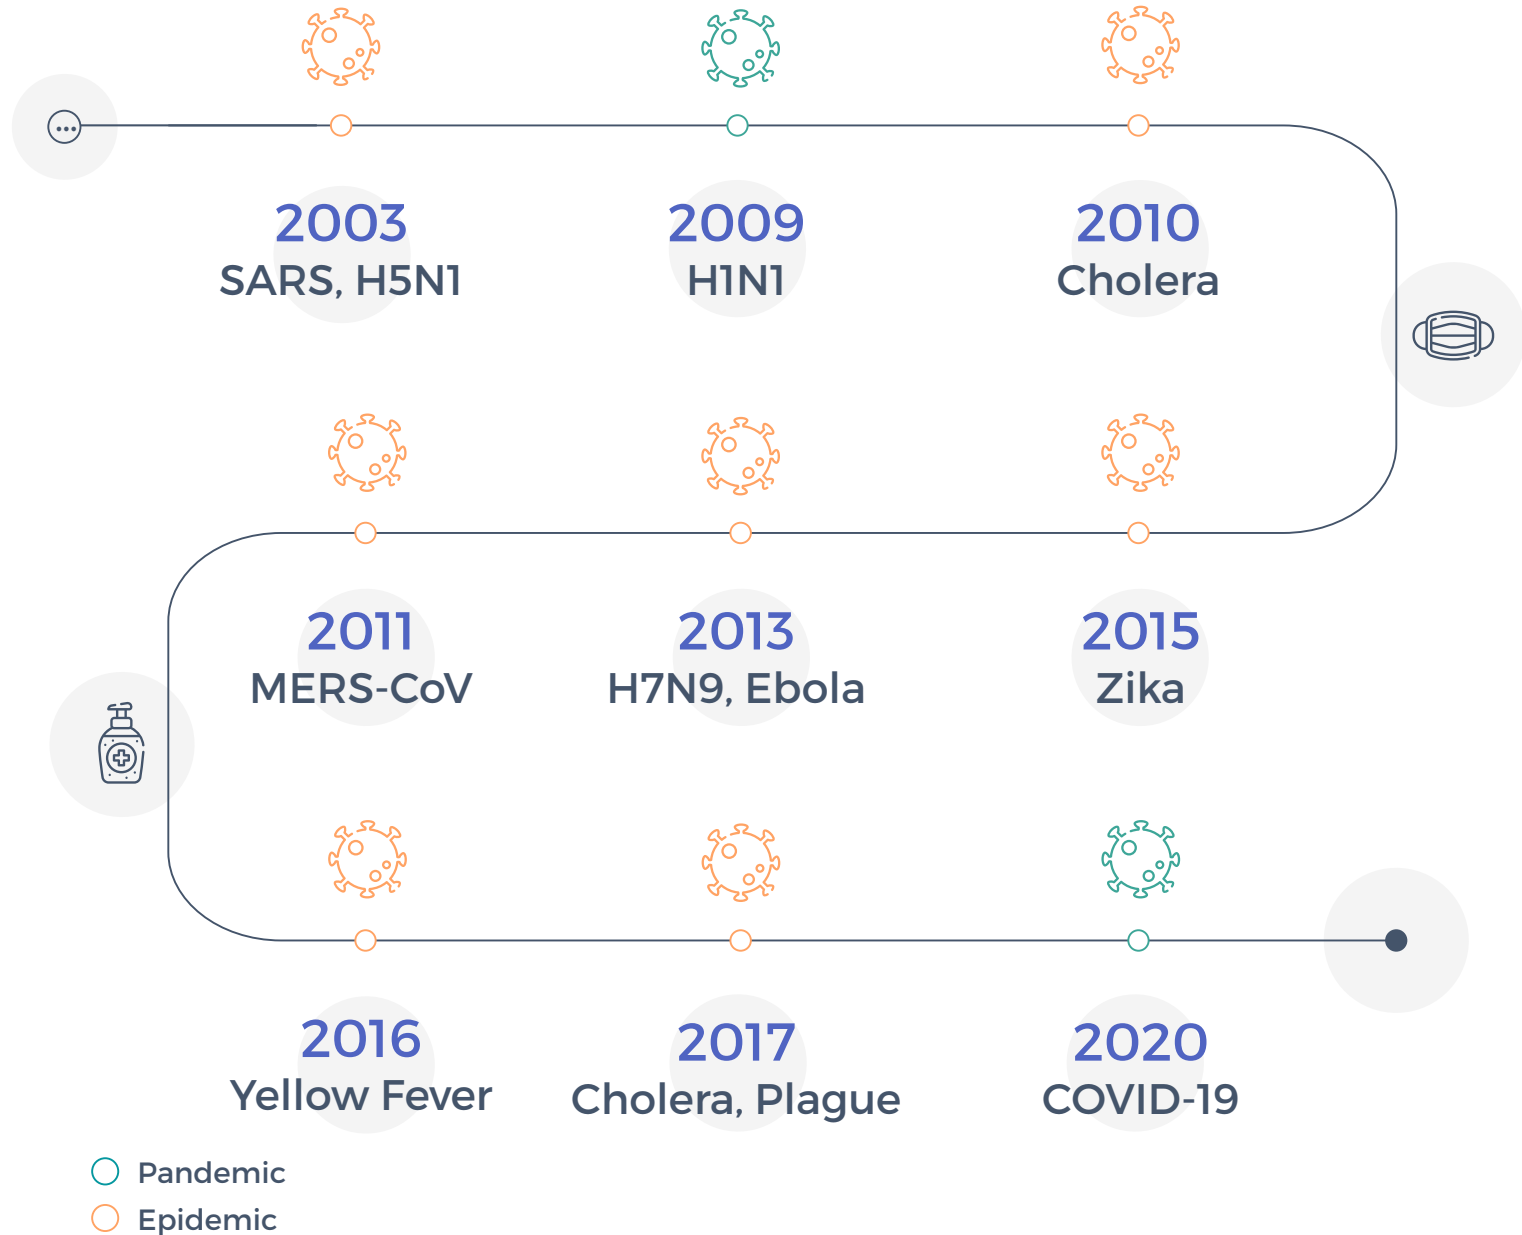 2003
SARS, H5N1
2009
H1N1
2010
Cholera
2011
MERS-CoV
2013
H7N9, Ebola
2015
Zika
2016
Yellow Fever
2017
Cholera, Plague
2020
COVID-19
Pandemic
Epidemic